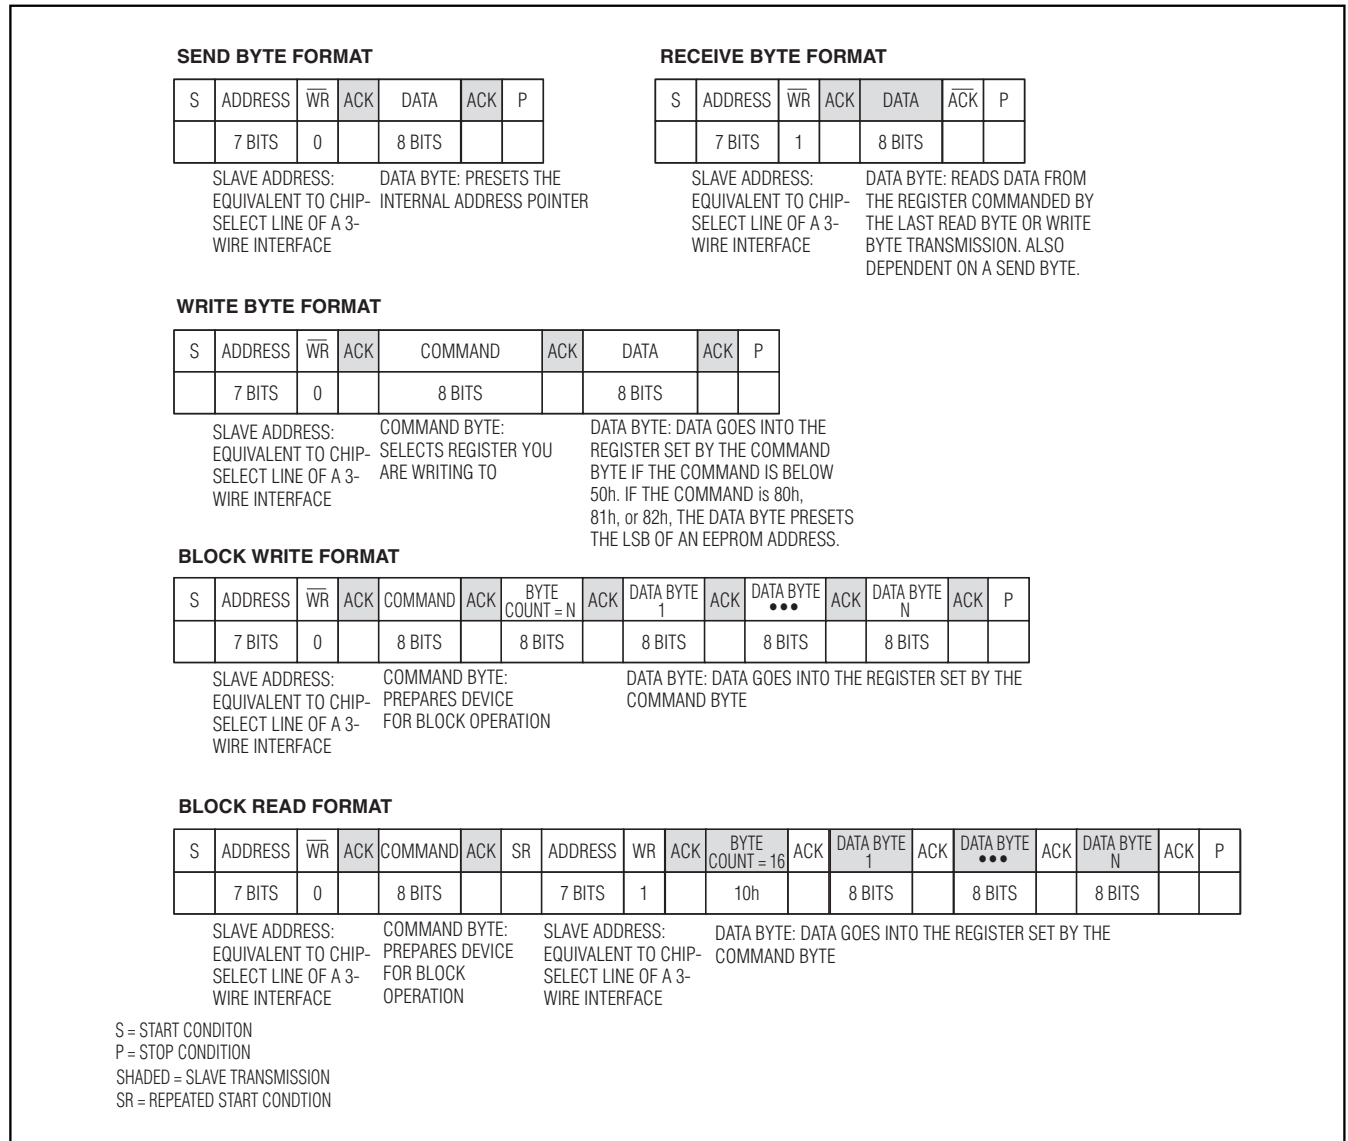 SEND BYTE FORMAT
S ADDRESS W̅R̅ ACK DATA ACK P
7 BITS 0 8 BITS
SLAVE ADDRESS:
EQUIVALENT TO CHIP-
SELECT LINE OF A 3-
WIRE INTERFACE
DATA BYTE: PRESETS THE
INTERNAL ADDRESS POINTER
RECEIVE BYTE FORMAT
S ADDRESS W̅R̅ ACK DATA A̅C̅K̅ P
7 BITS 1 8 BITS
SLAVE ADDRESS:
EQUIVALENT TO CHIP-
SELECT LINE OF A 3-
WIRE INTERFACE
DATA BYTE: READS DATA FROM
THE REGISTER COMMANDED BY
THE LAST READ BYTE OR WRITE
BYTE TRANSMISSION. ALSO
DEPENDENT ON A SEND BYTE.
WRITE BYTE FORMAT
S ADDRESS W̅R̅ ACK COMMAND ACK DATA ACK P
7 BITS 0 8 BITS 8 BITS
SLAVE ADDRESS:
EQUIVALENT TO CHIP-
SELECT LINE OF A 3-
WIRE INTERFACE
COMMAND BYTE:
SELECTS REGISTER YOU
ARE WRITING TO
DATA BYTE: DATA GOES INTO THE
REGISTER SET BY THE COMMAND
BYTE IF THE COMMAND IS BELOW
50h. IF THE COMMAND is 80h,
81h, or 82h, THE DATA BYTE PRESETS
THE LSB OF AN EEPROM ADDRESS.
BLOCK WRITE FORMAT
S ADDRESS W̅R̅ ACK COMMAND ACK BYTE COUNT = N ACK DATA BYTE 1 ACK DATA BYTE ••• ACK DATA BYTE N ACK P
7 BITS 0 8 BITS 8 BITS 8 BITS 8 BITS 8 BITS
SLAVE ADDRESS:
EQUIVALENT TO CHIP-
SELECT LINE OF A 3-
WIRE INTERFACE
COMMAND BYTE:
PREPARES DEVICE
FOR BLOCK OPERATION
DATA BYTE: DATA GOES INTO THE REGISTER SET BY THE
COMMAND BYTE
BLOCK READ FORMAT
S ADDRESS W̅R̅ ACK COMMAND ACK SR ADDRESS WR ACK BYTE COUNT = 16 ACK DATA BYTE 1 ACK DATA BYTE ••• ACK DATA BYTE N ACK P
7 BITS 0 8 BITS 7 BITS 1 10h 8 BITS 8 BITS 8 BITS
SLAVE ADDRESS:
EQUIVALENT TO CHIP-
SELECT LINE OF A 3-
WIRE INTERFACE
COMMAND BYTE:
PREPARES DEVICE
FOR BLOCK
OPERATION
SLAVE ADDRESS:
EQUIVALENT TO CHIP-
SELECT LINE OF A 3-
WIRE INTERFACE
DATA BYTE: DATA GOES INTO THE REGISTER SET BY THE
COMMAND BYTE
S = START CONDITON
P = STOP CONDITION
SHADED = SLAVE TRANSMISSION
SR = REPEATED START CONDTION